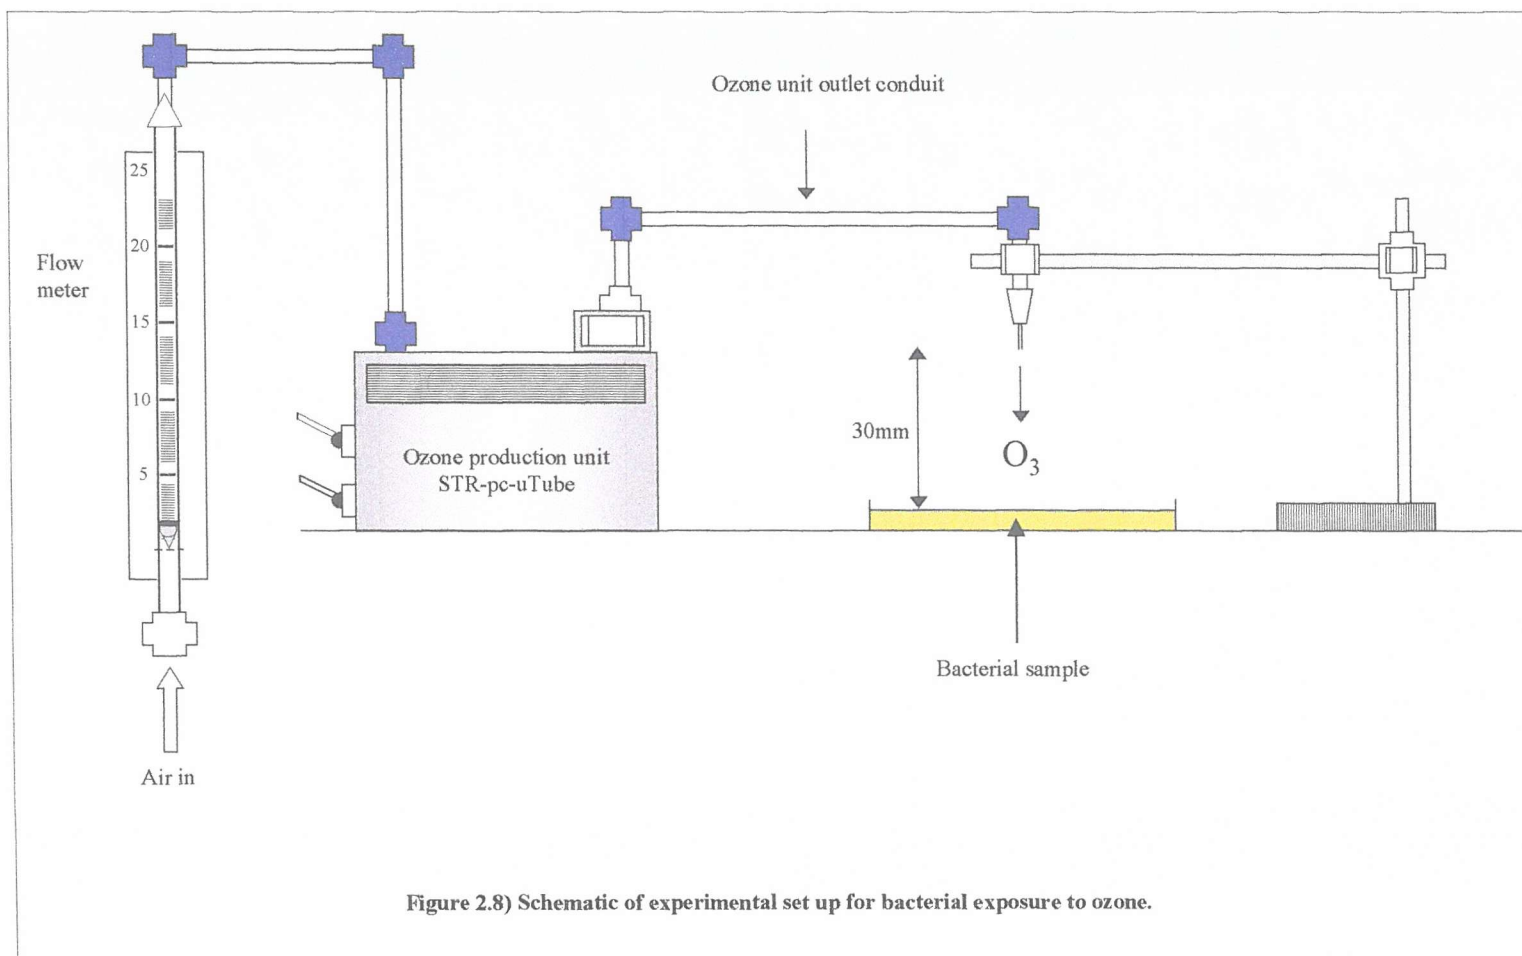 Ozone unit outlet conduit
Flow
meter
25
20
15
10
5
Ozone production unit
STR-pc-uTube
30mm
O₃
Bacterial sample
Air in
Figure 2.8) Schematic of experimental set up for bacterial exposure to ozone.